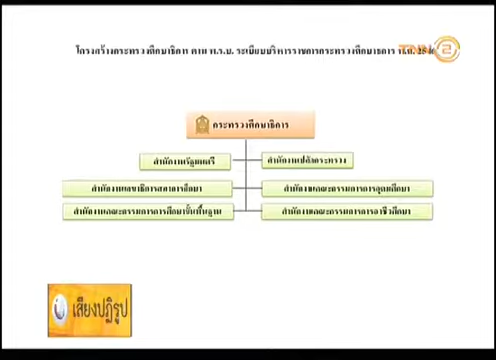 โครงสร้างกระทรวงศึกษาธิการ ตาม พ.ร.บ. ระเบียบบริหารราชการกระทรวงศึกษาธการ พ.ศ.
TNN 2
กระทรวงศึกษาธิการ
สำนักงานรัฐมนตรี
สำนักงานปลัดกระทรวง
สำนักงานเลขาธิการสภาการศึกษา
สำนักงานคณะกรรมการการอุดมศึกษา
สำนักงานคณะกรรมการการศึกษาขั้นพื้นฐาน
สำนักงานคณะกรรมการการอาชีวศึกษา
เสียงปฏิรูป